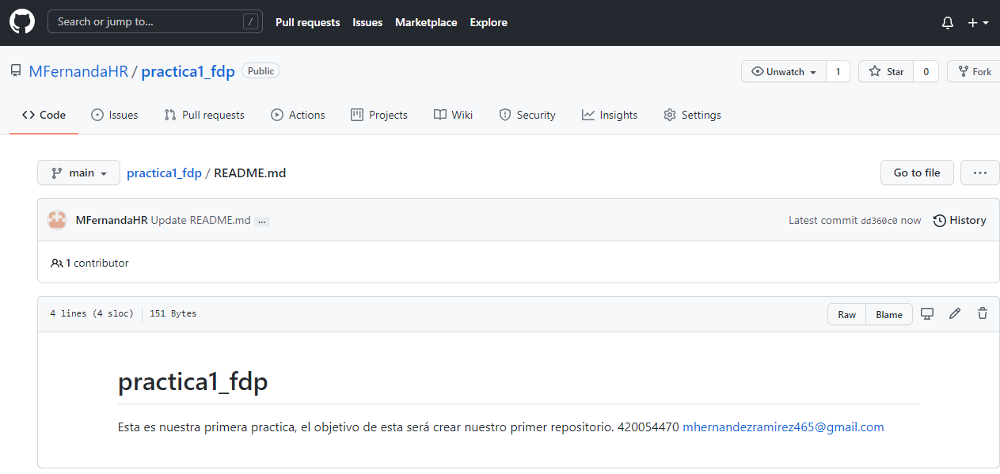 Search or jump to... / Pull requests Issues Marketplace Explore
MFernandaHR / practica1_fdp Public Unwatch 1 Star 0 Fork
Code Issues Pull requests Actions Projects Wiki Security Insights Settings
main practica1_fdp / README.md Go to file ...
MFernandaHR Update README.md ... Latest commit dd360c0 now History
1 contributor
4 lines (4 sloc) 151 Bytes Raw Blame
practica1_fdp
Esta es nuestra primera practica, el objetivo de esta será crear nuestro primer repositorio. 420054470 mhernandezramirez465@gmail.com